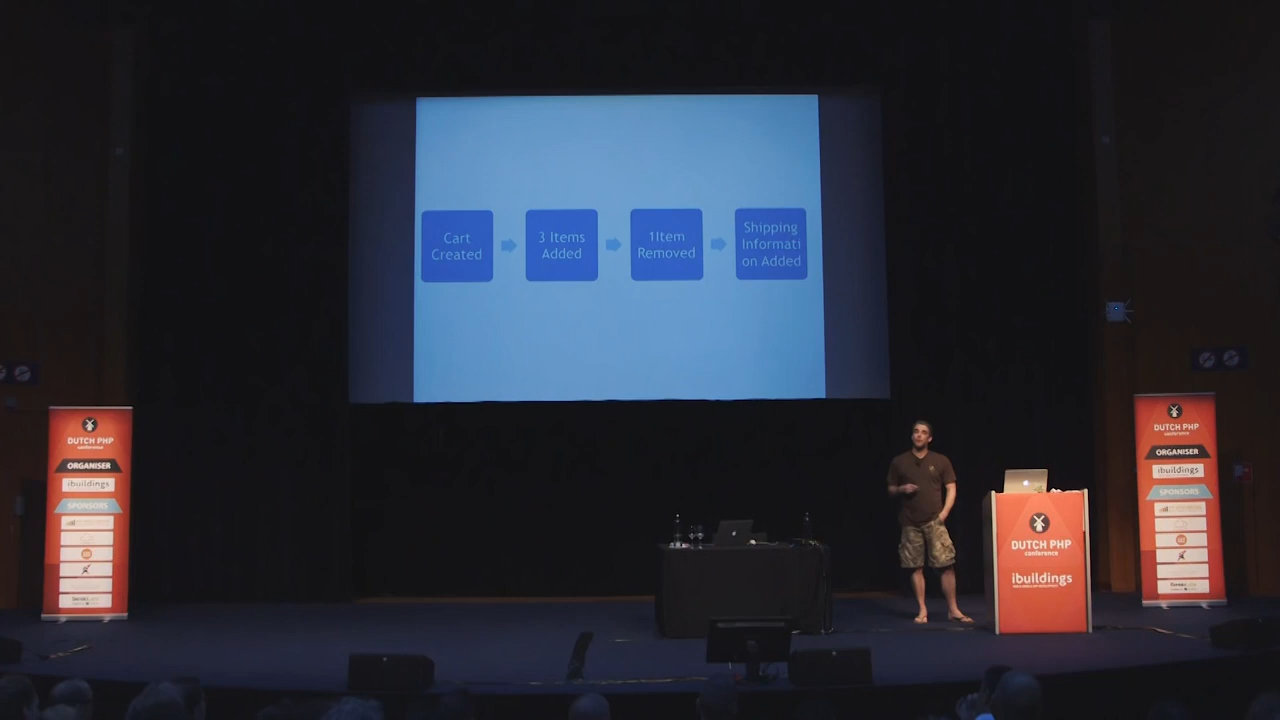 Cart
Created
3 Items
Added
1Item
Removed
Shipping
Informati
on Added
DUTCH PHP
conference
ORGANISER
ibuildings
SPONSORS
DUTCH PHP
conference
ibuildings
DUTCH PHP
conference
ORGANISER
ibuildings
SPONSORS